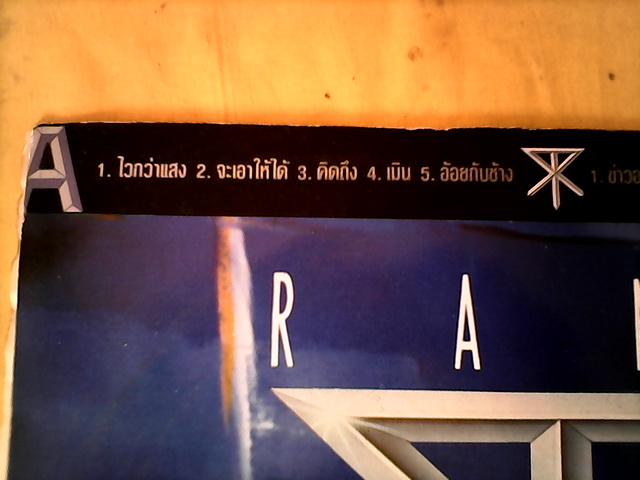 A 1. ไวกว่าแสง 2. จะเอาให้ได้ 3. คิดถึง 4. เมิน 5. อ้อยกับช้าง 1.
R A